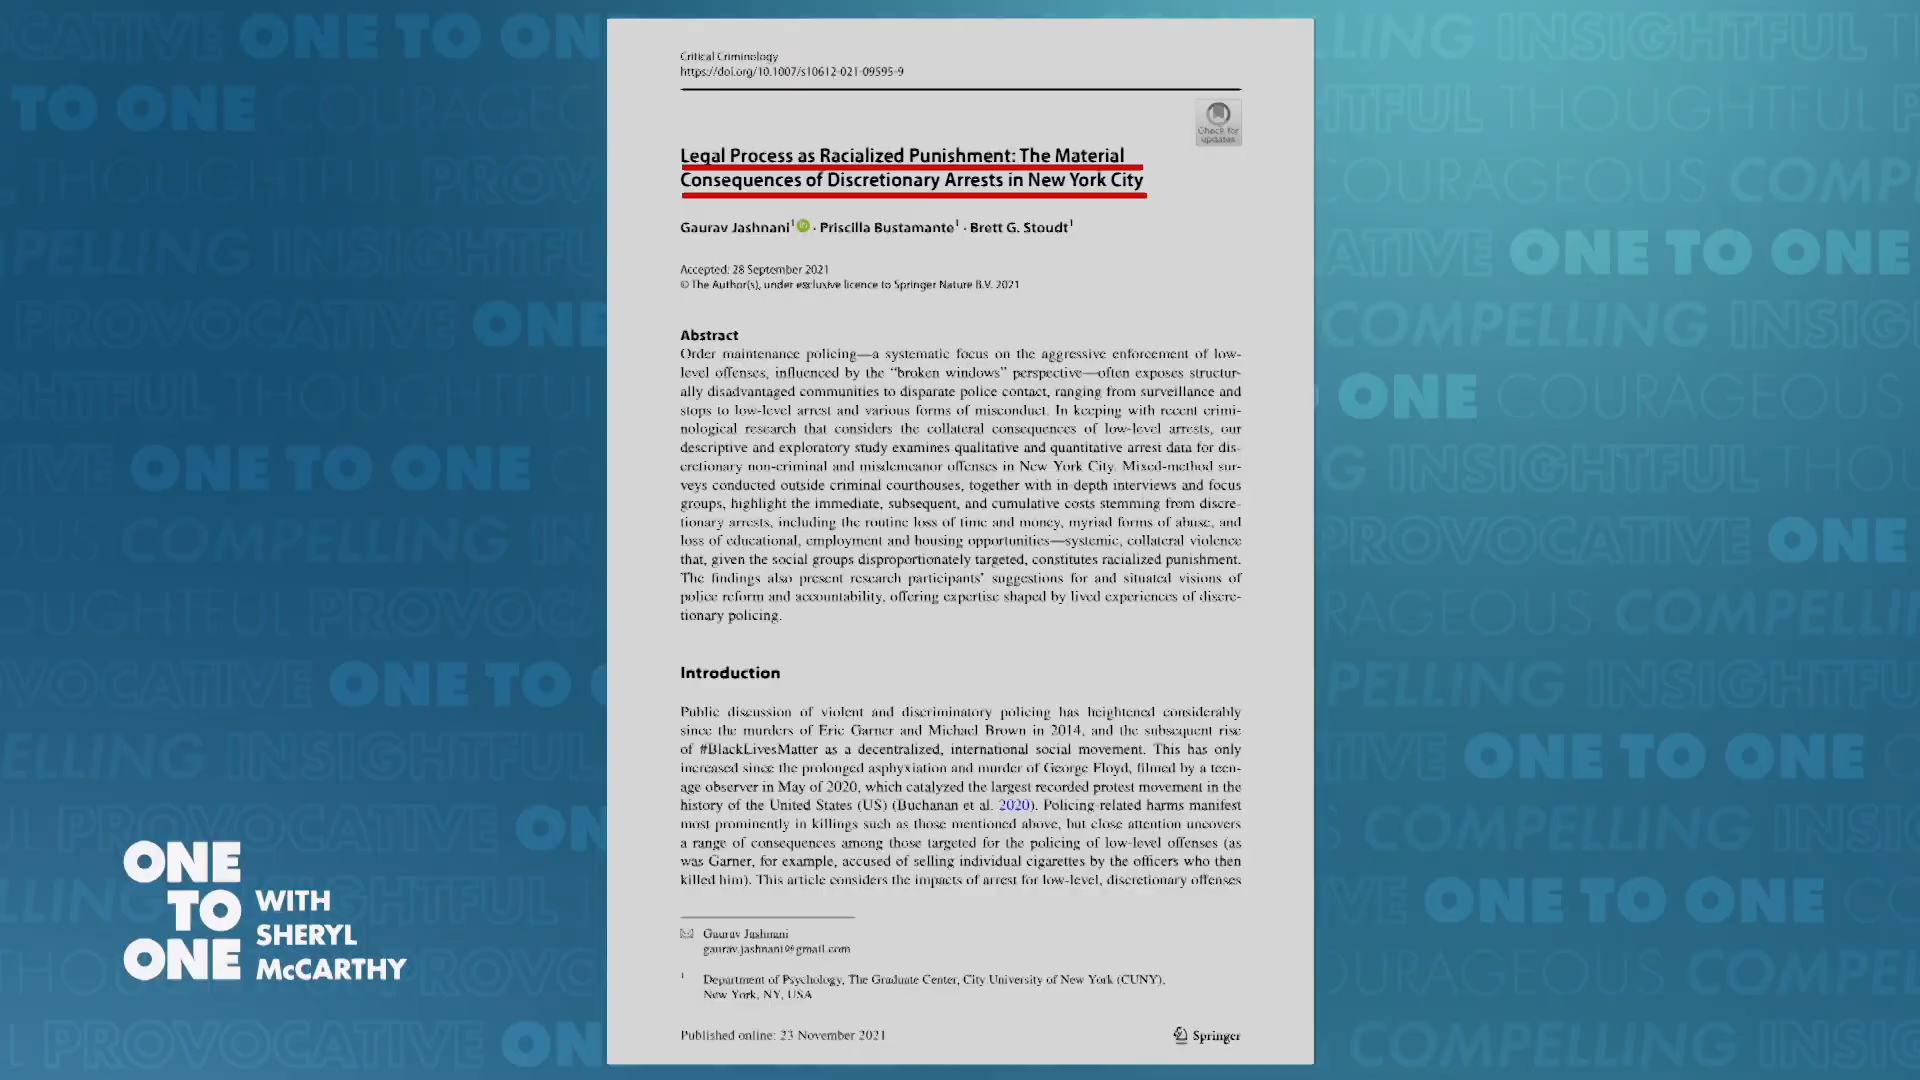 Critical Criminology
https://doi.org/10.1007/s10612-021-09595-9
Check for
updates
Legal Process as Racialized Punishment: The Material
Consequences of Discretionary Arrests in New York City
Gaurav Jashnani¹ · Priscilla Bustamante¹ · Brett G. Stoudt¹
Accepted: 28 September 2021
© The Author(s), under exclusive licence to Springer Nature B.V. 2021
Abstract
Order maintenance policing—a systematic focus on the aggressive enforcement of low-
level offenses, influenced by the “broken windows” perspective—often exposes structur-
ally disadvantaged communities to disparate police contact, ranging from surveillance and
stops to low-level arrest and various forms of misconduct. In keeping with recent crimi-
nological research that considers the collateral consequences of low-level arrests, our
descriptive and exploratory study examines qualitative and quantitative arrest data for dis-
cretionary non-criminal and misdemeanor offenses in New York City. Mixed-method sur-
veys conducted outside criminal courthouses, together with in-depth interviews and focus
groups, highlight the immediate, subsequent, and cumulative costs stemming from discre-
tionary arrests, including the routine loss of time and money, myriad forms of abuse, and
loss of educational, employment and housing opportunities—systemic, collateral violence
that, given the social groups disproportionately targeted, constitutes racialized punishment.
The findings also present research participants’ suggestions for and situated visions of
police reform and accountability, offering expertise shaped by lived experiences of discre-
tionary policing.
Introduction
Public discussion of violent and discriminatory policing has heightened considerably
since the murders of Eric Garner and Michael Brown in 2014, and the subsequent rise
of #BlackLivesMatter as a decentralized, international social movement. This has only
increased since the prolonged asphyxiation and murder of George Floyd, filmed by a teen-
age observer in May of 2020, which catalyzed the largest recorded protest movement in the
history of the United States (US) (Buchanan et al. 2020). Policing-related harms manifest
most prominently in killings such as those mentioned above, but close attention uncovers
a range of consequences among those targeted for the policing of low-level offenses (as
was Garner, for example, accused of selling individual cigarettes by the officers who then
killed him). This article considers the impacts of arrest for low-level, discretionary offenses
Gaurav Jashnani
gaurav.jashnani@gmail.com
1 Department of Psychology, The Graduate Center, City University of New York (CUNY),
New York, NY, USA
Published online: 23 November 2021
Springer
ONE
TO
ONE
WITH
SHERYL
McCARTHY